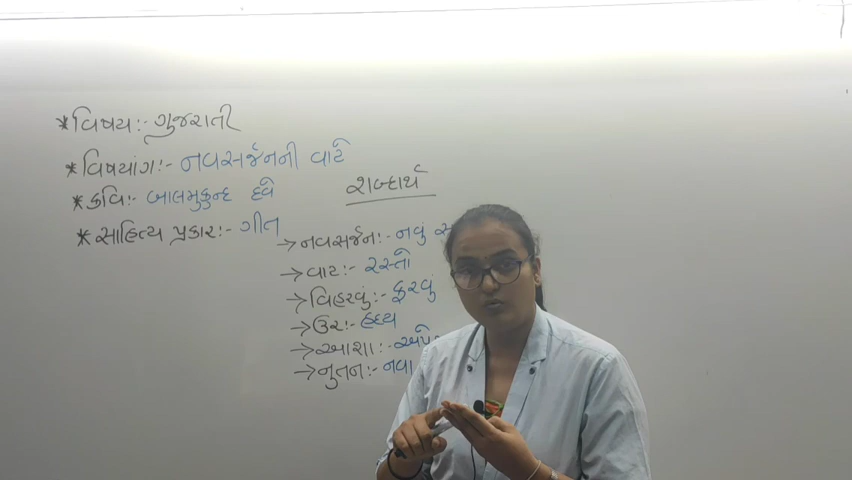 * વિષય:- ગુજરાતી
* વિષયાંગ:- નવસર્જનની વાટે
* કવિ:- બાલમુકુન્દ દવે
* સાહિત્ય પ્રકાર:- ગીત
શબ્દાર્થ
→ નવસર્જન:- નવું
→ વાટ:- રસ્તો
→ વિહરવું:- ફરવું
→ ઉર:- હૃદય
→ આશા:-
→ નુતન:- નવા